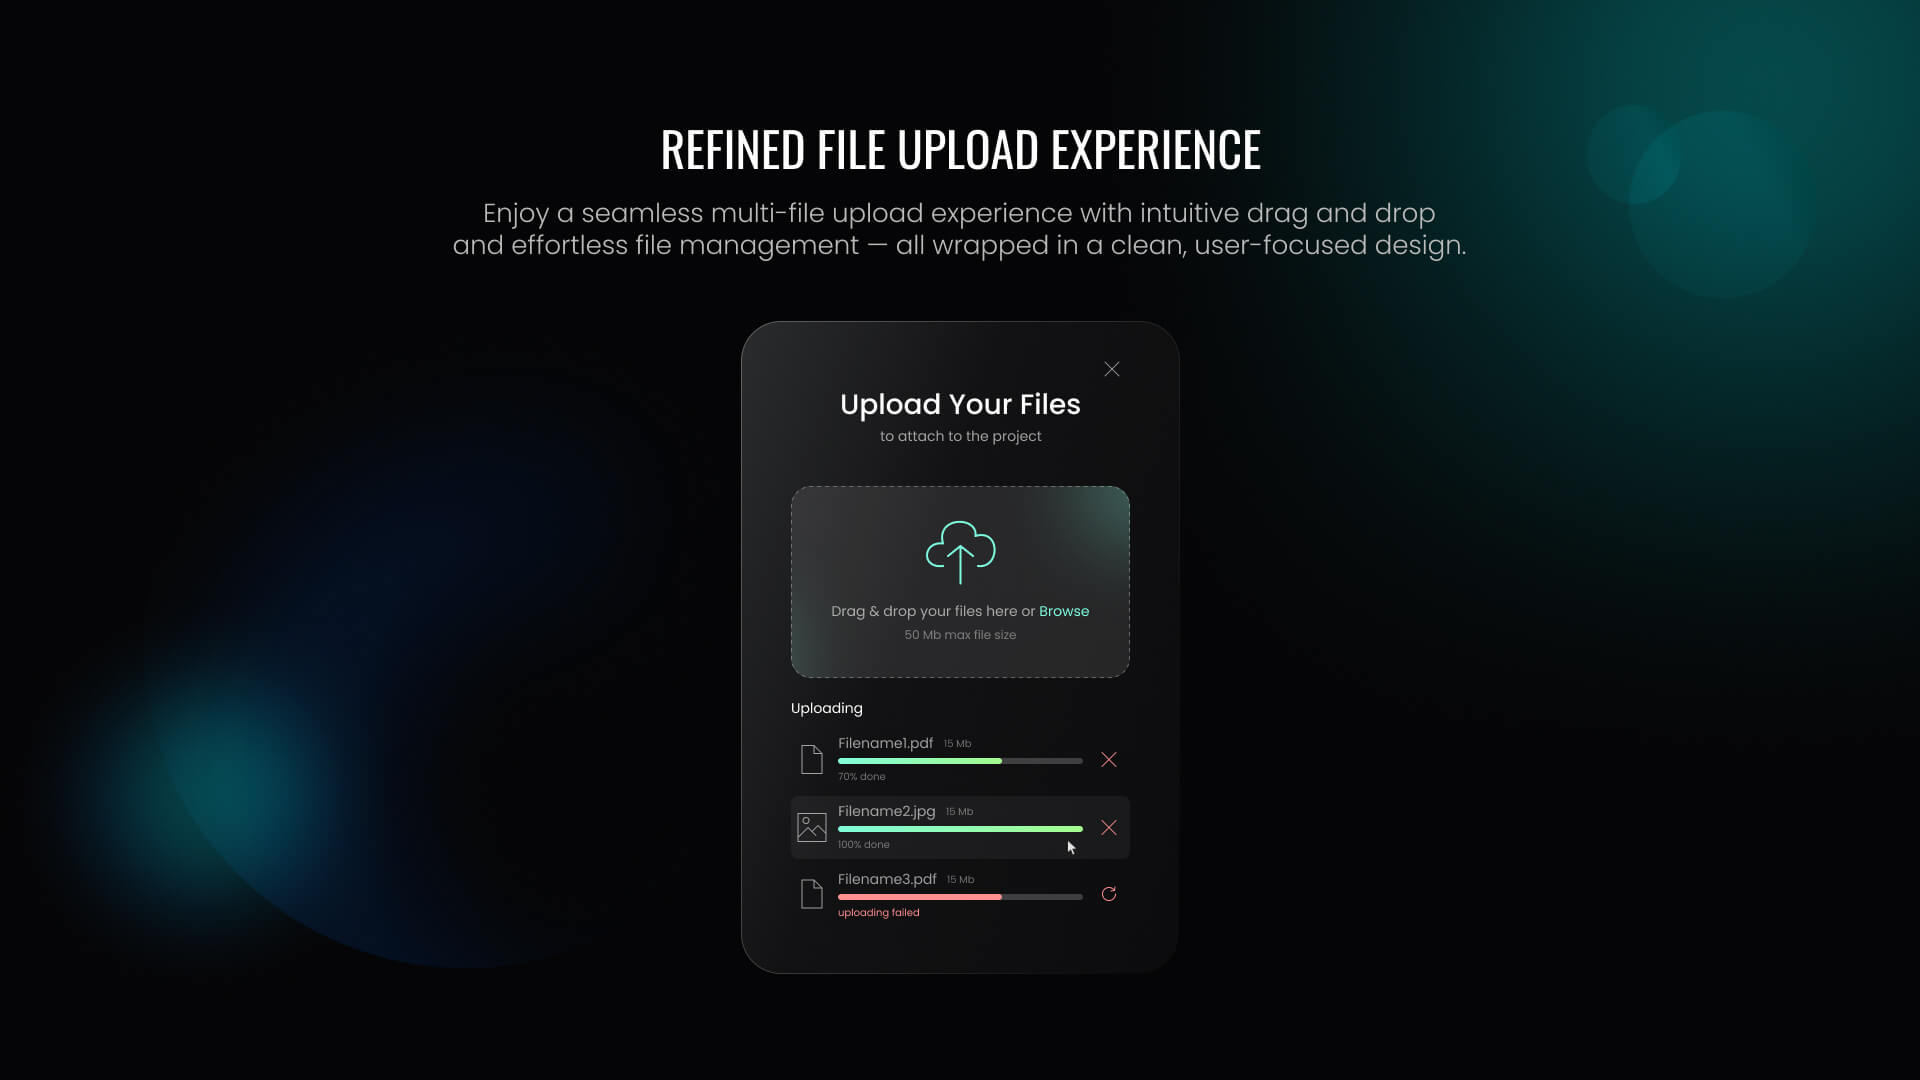 REFINED FILE UPLOAD EXPERIENCE
Enjoy a seamless multi-file upload experience with intuitive drag and drop
and effortless file management — all wrapped in a clean, user-focused design.
Upload Your Files
to attach to the project
Drag & drop your files here or Browse
50 Mb max file size
Uploading
Filename1.pdf 15 Mb
70% done
Filename2.jpg 15 Mb
100% done
Filename3.pdf 15 Mb
uploading failed